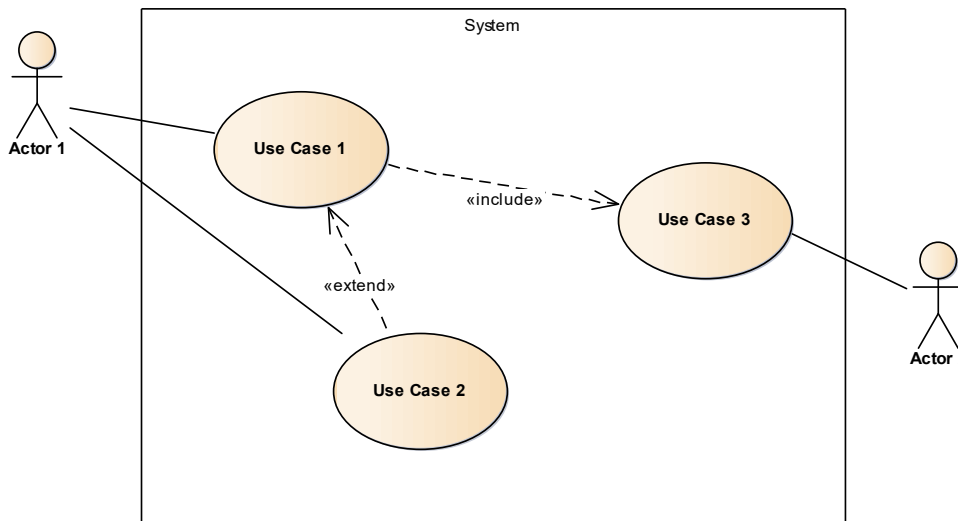 System
Actor 1
Use Case 1
«include»
Use Case 3
«extend»
Actor
Use Case 2